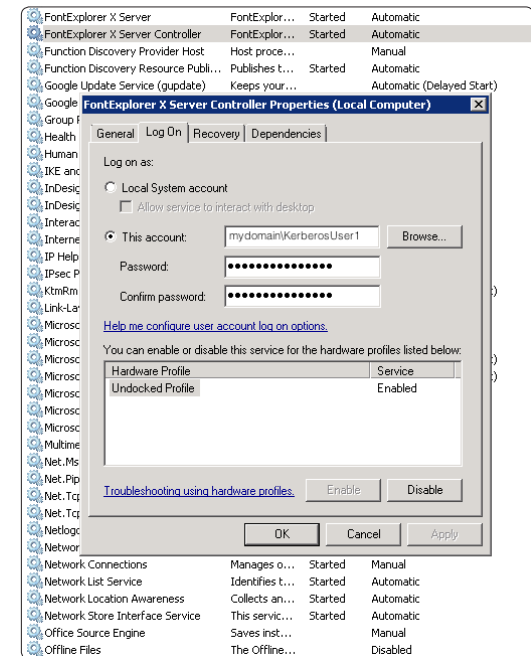 FontExplorer X Server FontExplor... Started Automatic
FontExplorer X Server Controller FontExplor... Started Automatic
Function Discovery Provider Host Host proce... Manual
Function Discovery Resource Publi... Publishes t... Started Automatic
Google Update Service (gupdate) Keeps your... Automatic (Delayed Start)
Google
Group P
Health
Human
IKE and
InDesig
InDesig
Interac
Interne
IP Help
IPsec P
KtmRm
Link-La
Microso
Microso
Microso
Microso
Microso
Microso
Microso
Multime
Net.Ms
Net.Pip
Net.Tcp
Net.Tcp
Netlogo
Networ
FontExplorer X Server Controller Properties (Local Computer)
General Log On Recovery Dependencies
Log on as:
Local System account
Allow service to interact with desktop
This account: mydomain\KerberosUser1 Browse...
Password: •••••••••••••••
Confirm password: •••••••••••••••
Help me configure user account log on options.
You can enable or disable this service for the hardware profiles listed below:
Hardware Profile Service
Undocked Profile Enabled
Troubleshooting using hardware profiles. Enable Disable
OK Cancel Apply
Network Connections Manages o... Started Manual
Network List Service Identifies t... Started Automatic
Network Location Awareness Collects an... Started Automatic
Network Store Interface Service This servic... Started Automatic
Office Source Engine Saves inst... Manual
Offline Files The Offline... Disabled